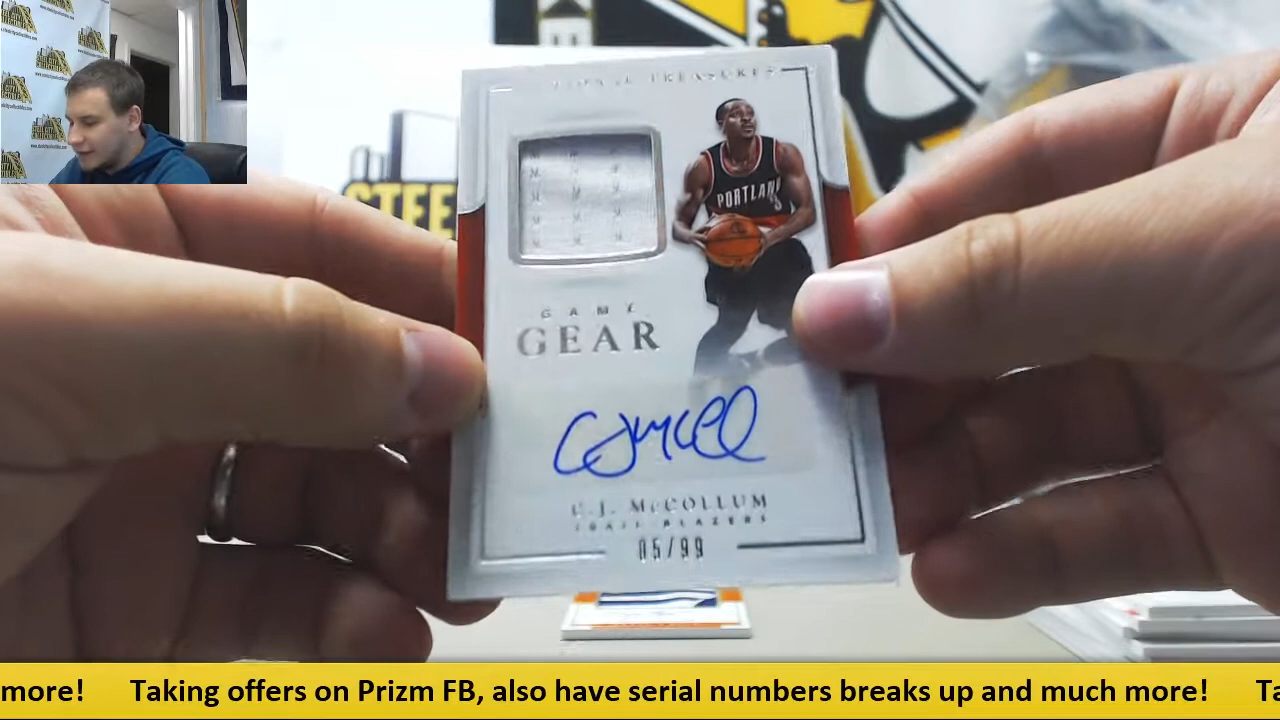 TREASURES
PORTLAND
STEE
GAME
GEAR
C.J. McCOLLUM
TRAIL BLAZERS
05/99
more! Taking offers on Prizm FB, also have serial numbers breaks up and much more! Ta